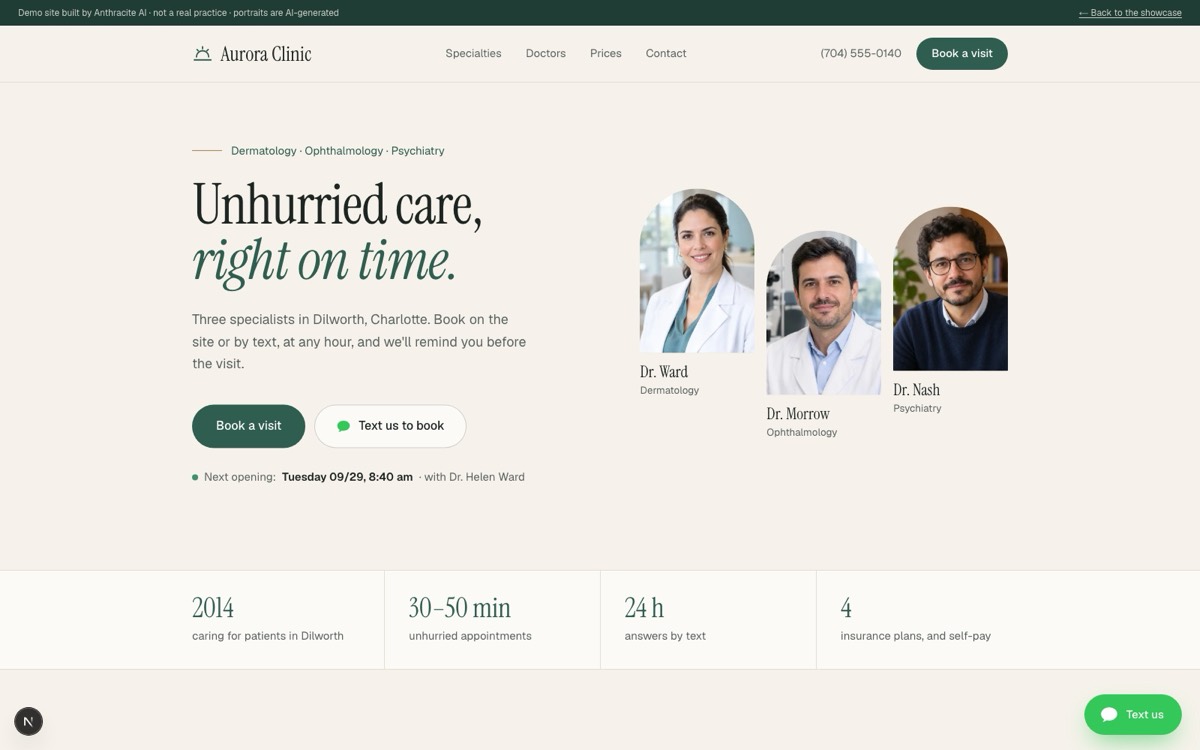 Demo site built by Anthracite AI · not a real practice · portraits are AI-generated
← Back to the showcase
Aurora Clinic
Specialties
Doctors
Prices
Contact
(704) 555-0140
Book a visit
Dermatology · Ophthalmology · Psychiatry
Unhurried care,
right on time.
Three specialists in Dilworth, Charlotte. Book on the
site or by text, at any hour, and we'll remind you before
the visit.
Book a visit
Text us to book
Next opening: Tuesday 09/29, 8:40 am · with Dr. Helen Ward
Dr. Ward
Dermatology
Dr. Morrow
Ophthalmology
Dr. Nash
Psychiatry
2014
caring for patients in Dilworth
30–50 min
unhurried appointments
24 h
answers by text
4
insurance plans, and self-pay
N
Text us